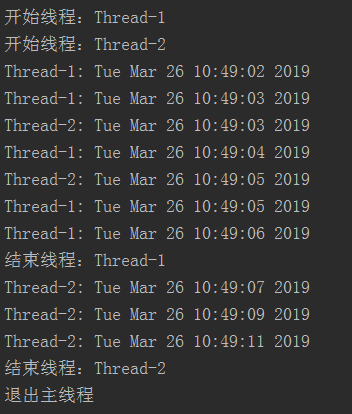 开始线程：Thread-1
开始线程：Thread-2
Thread-1: Tue Mar 26 10:49:02 2019
Thread-1: Tue Mar 26 10:49:03 2019
Thread-2: Tue Mar 26 10:49:03 2019
Thread-1: Tue Mar 26 10:49:04 2019
Thread-2: Tue Mar 26 10:49:05 2019
Thread-1: Tue Mar 26 10:49:05 2019
Thread-1: Tue Mar 26 10:49:06 2019
结束线程：Thread-1
Thread-2: Tue Mar 26 10:49:07 2019
Thread-2: Tue Mar 26 10:49:09 2019
Thread-2: Tue Mar 26 10:49:11 2019
结束线程：Thread-2
退出主线程